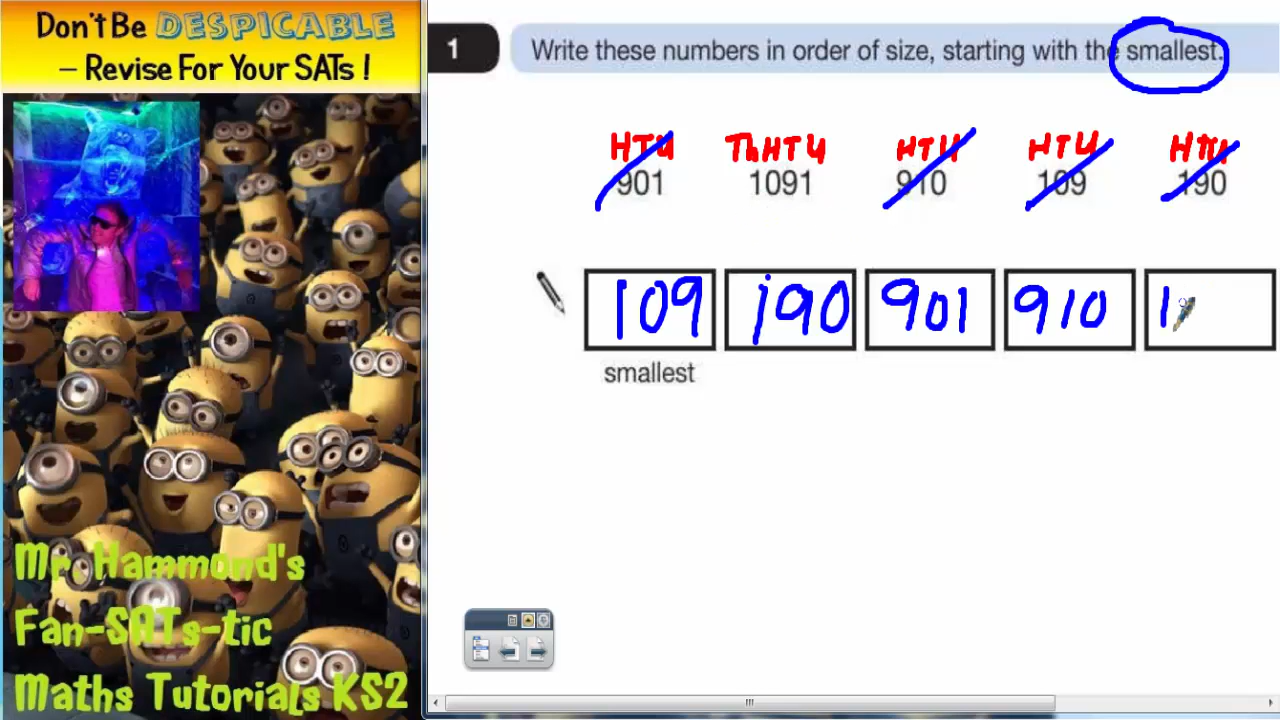 Don't Be DESPICABLE
– Revise For Your SATs !
Mr. Hammond's
Fan-SATs-tic
Maths Tutorials KS2
1 Write these numbers in order of size, starting with the smallest.
HTU ThHTU HTU HTU HTU
901 1091 910 109 190
109 190 901 910 1
smallest